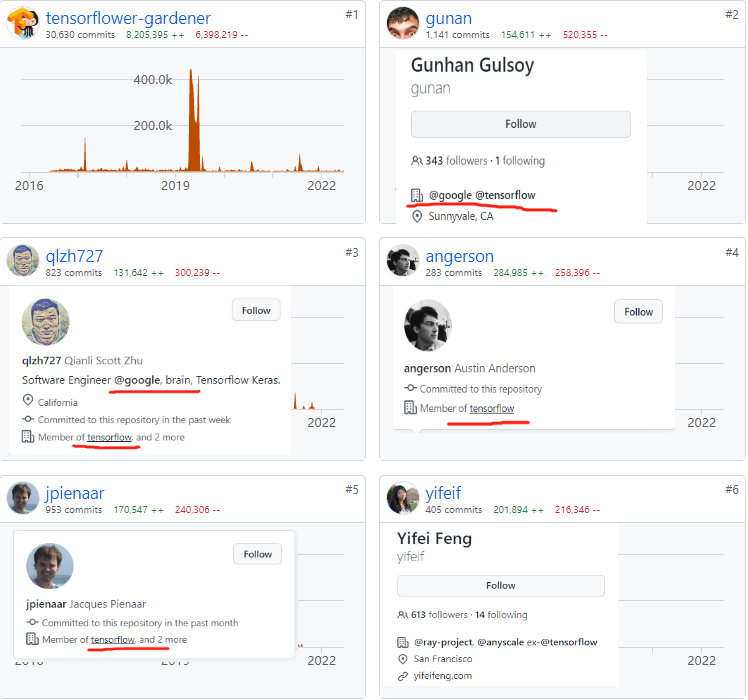 tensorflower-gardener
#1
30,630 commits 8,205,395 ++ 6,398,219 --
400.0k
200.0k
2016 2019 2022
gunan
#2
1,141 commits 154,611 ++ 520,355 --
Gunhan Gulsoy
gunan
Follow
343 followers · 1 following
@google @tensorflow
Sunnyvale, CA
2022
qlzh727
#3
823 commits 131,642 ++ 300,239 --
Follow
qlzh727 Qianli Scott Zhu
Software Engineer @google, brain, Tensorflow Keras.
California
Committed to this repository in the past week
Member of tensorflow, and 2 more
2022
angerson
#4
283 commits 284,985 ++ 258,396 --
Follow
angerson Austin Anderson
Committed to this repository
Member of tensorflow
2022
jpienaar
#5
953 commits 170,547 ++ 240,306 --
Follow
jpienaar Jacques Pienaar
Committed to this repository in the past month
Member of tensorflow, and 2 more
2022
yifeif
#6
405 commits 201,894 ++ 216,346 --
Yifei Feng
yifeif
Follow
613 followers · 14 following
@ray-project, @anyscale ex-@tensorflow
San Francisco
yifeifeng.com
2022